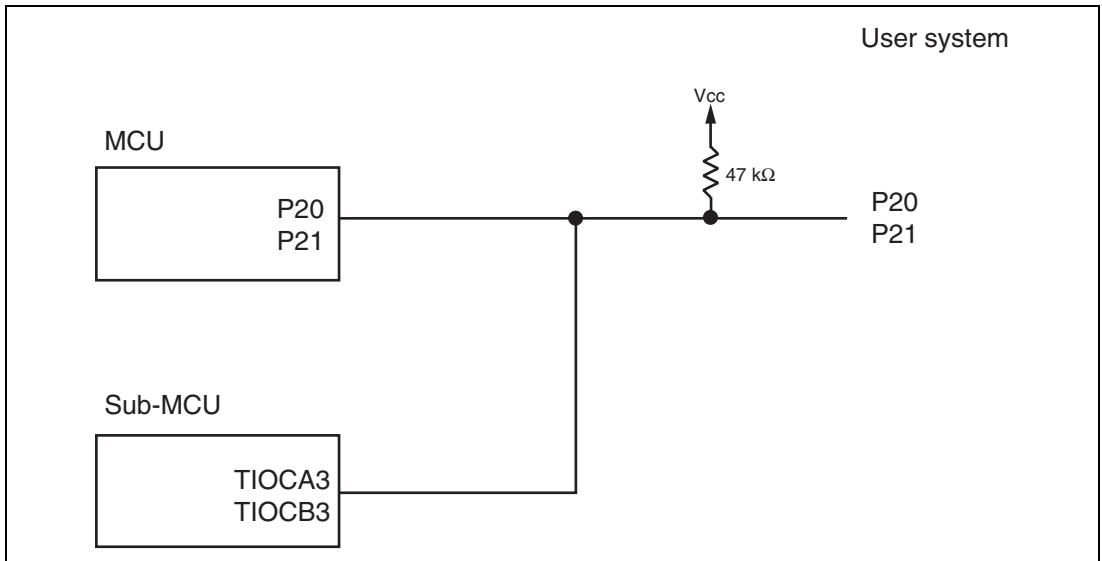 User system
Vcc
MCU
47 kΩ
P20
P21
P20
P21
Sub-MCU
TIOCA3
TIOCB3